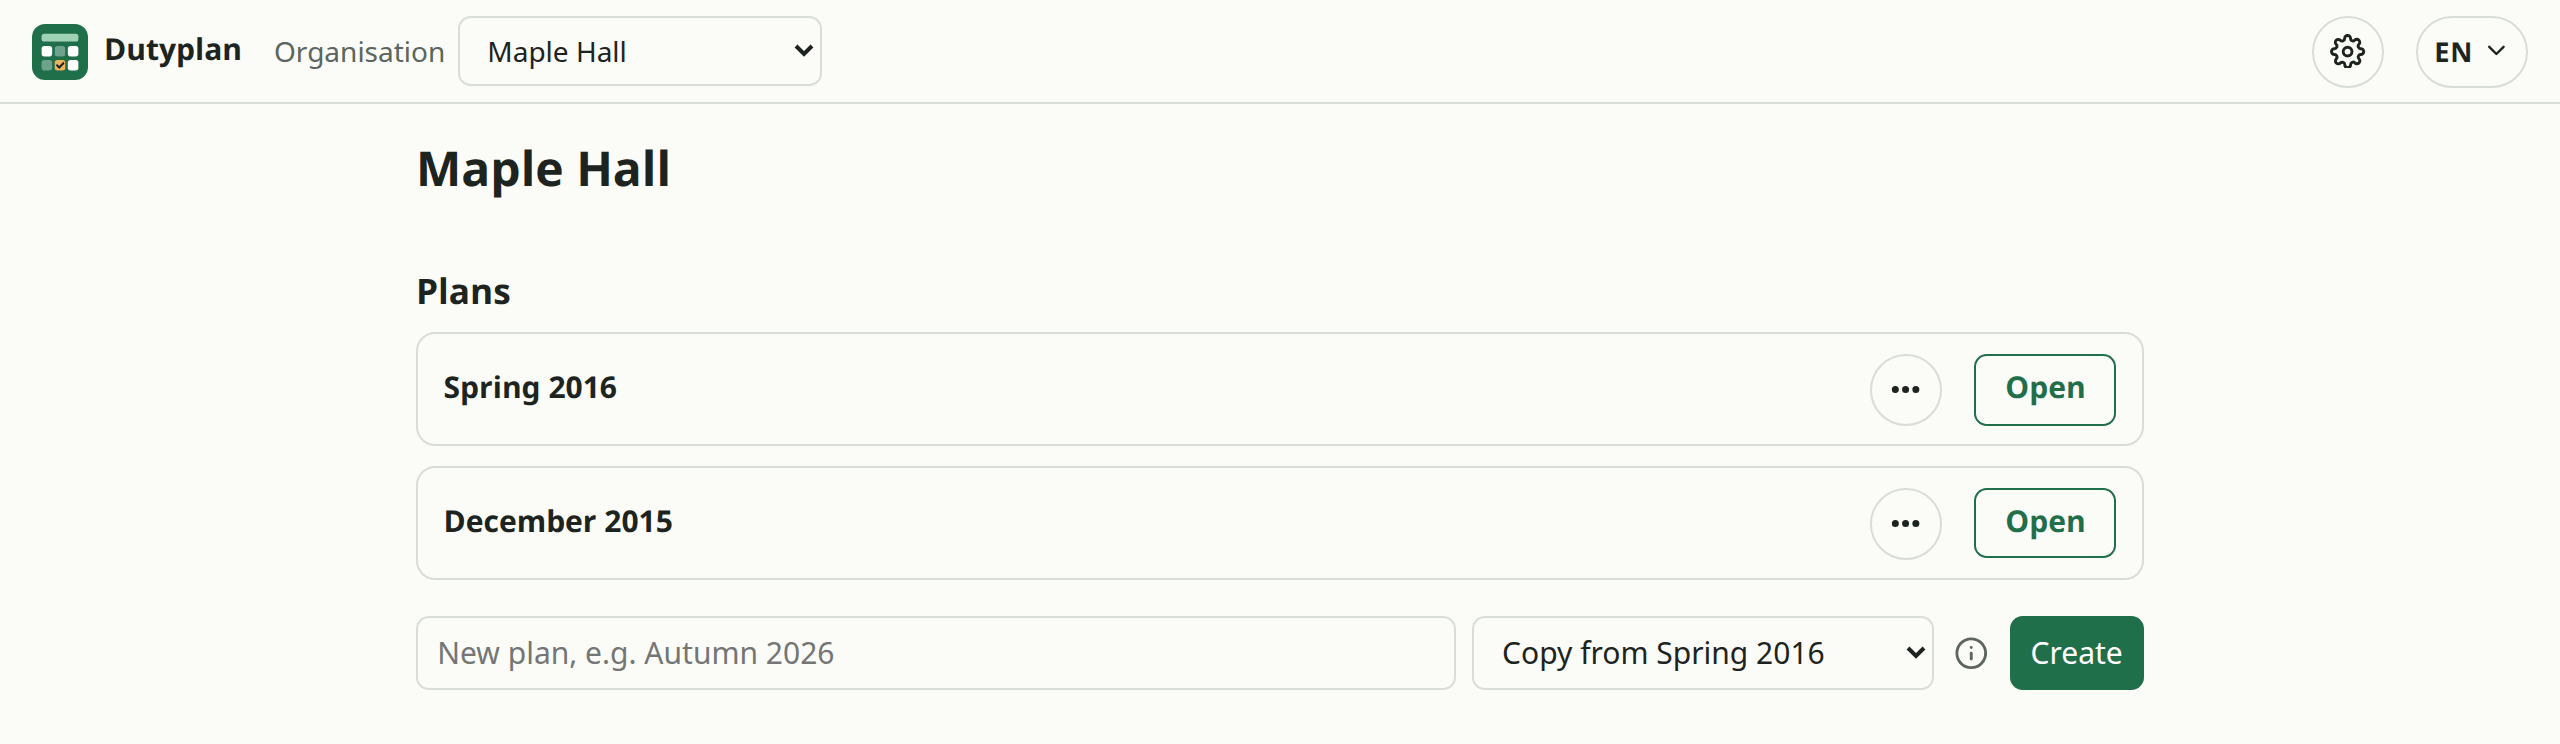 Dutyplan Organisation Maple Hall EN
Maple Hall
Plans
Spring 2016 Open
December 2015 Open
New plan, e.g. Autumn 2026 Copy from Spring 2016 Create